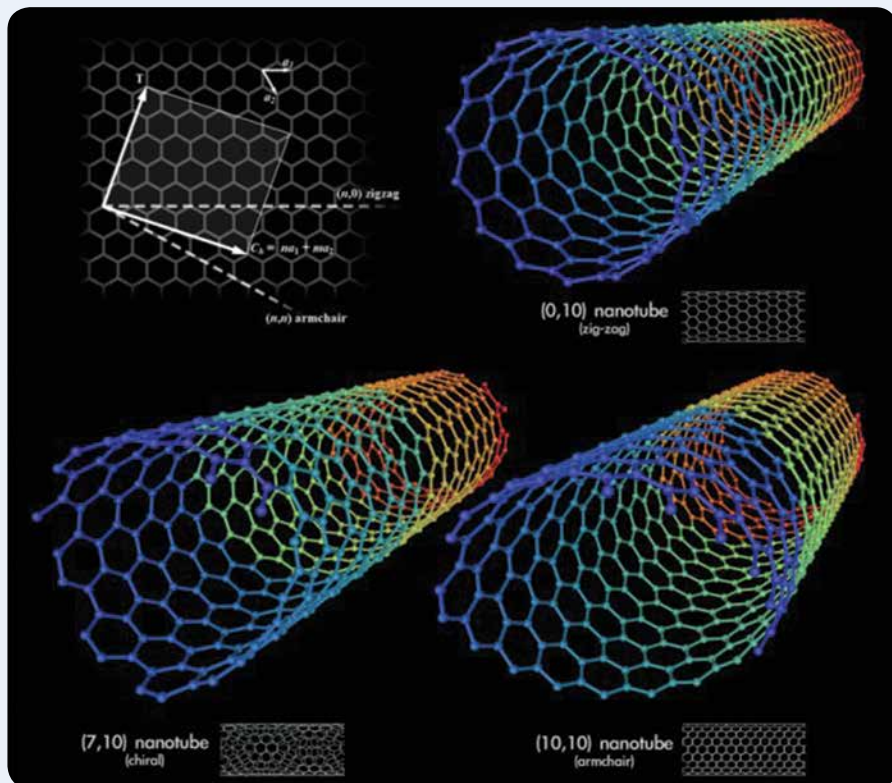 a₁
T
a₂
(n,0) zigzag
Cₕ = na₁ + ma₂
(n,n) armchair
(0,10) nanotube
(zig-zag)
(7,10) nanotube
(chiral)
(10,10) nanotube
(armchair)